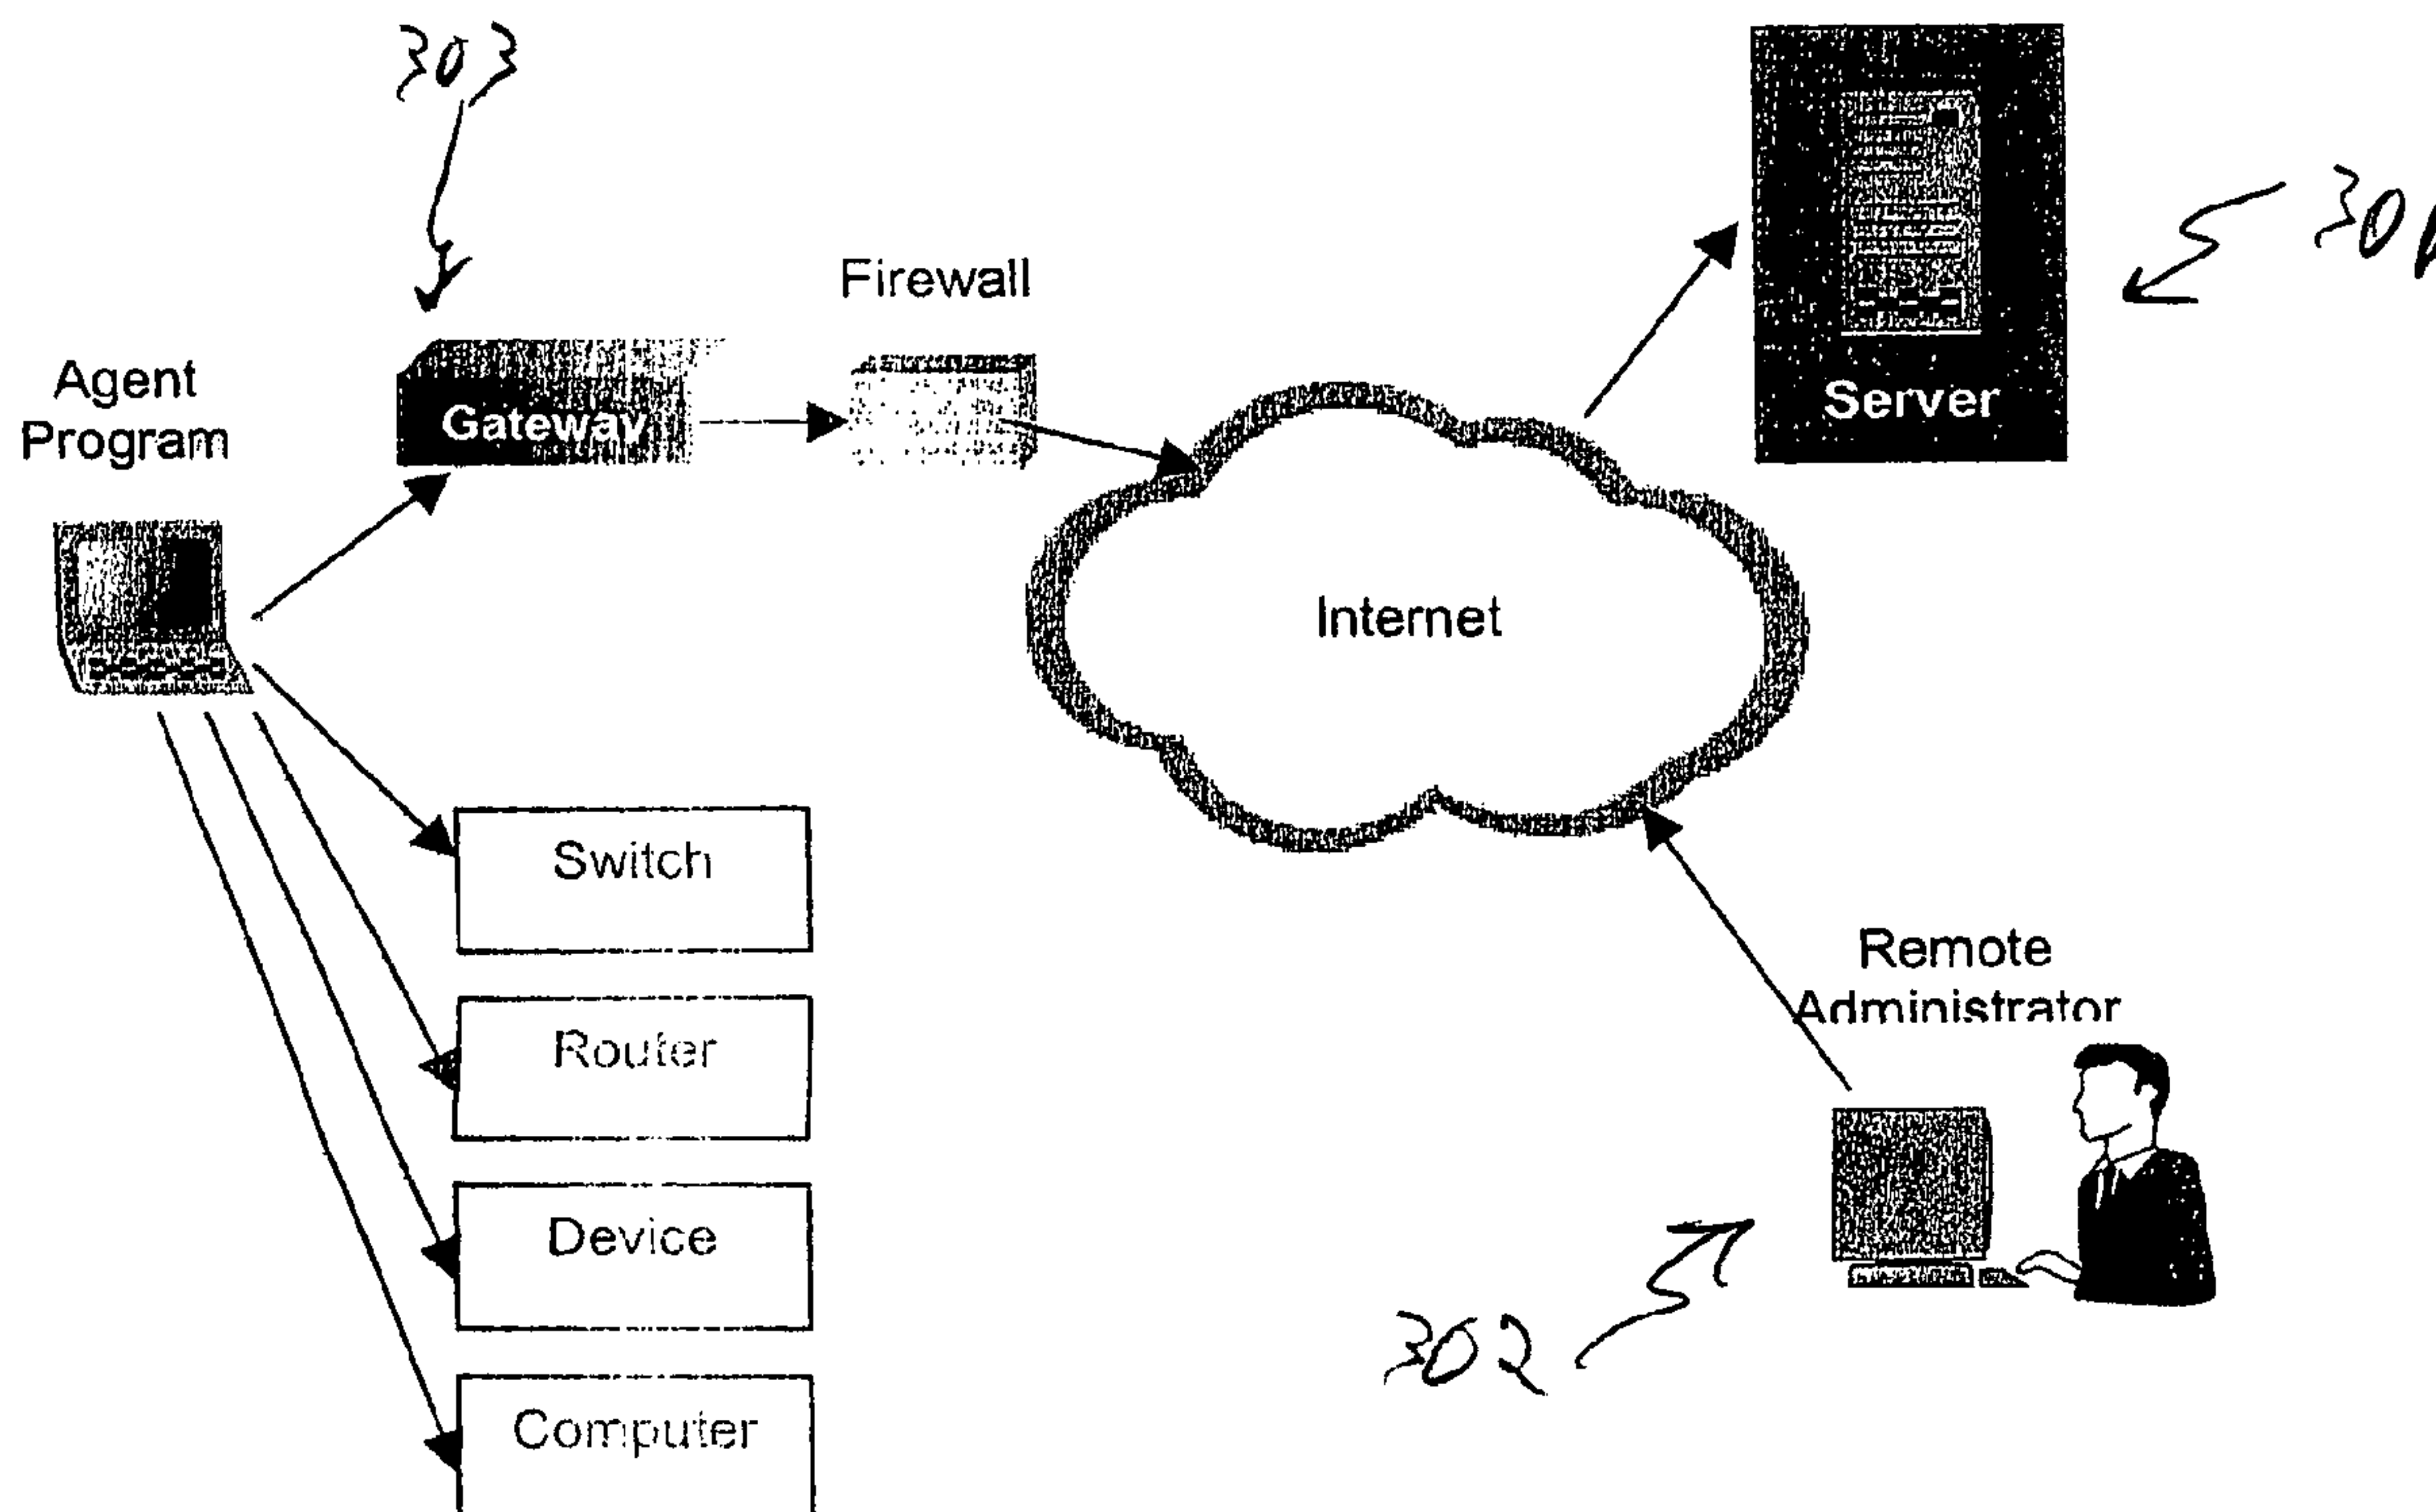 303
Firewall
Agent
Program
Gateway
Server
Internet
Switch
Router
Device
Computer
Remote
Administrator
302